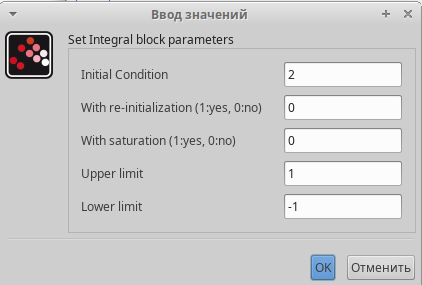 Ввод значений
Set Integral block parameters
Initial Condition 2
With re-initialization (1:yes, 0:no) 0
With saturation (1:yes, 0:no) 0
Upper limit 1
Lower limit -1
OK Отменить